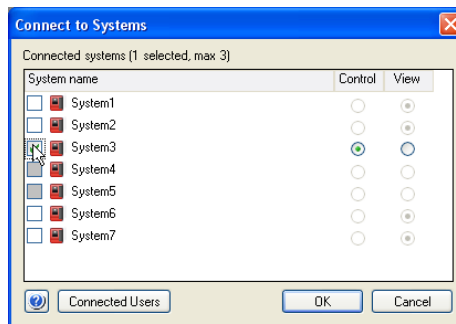 Connect to Systems
Connected systems (1 selected, max 3)
System name Control View
System1
System2
System3
System4
System5
System6
System7
? Connected Users OK Cancel